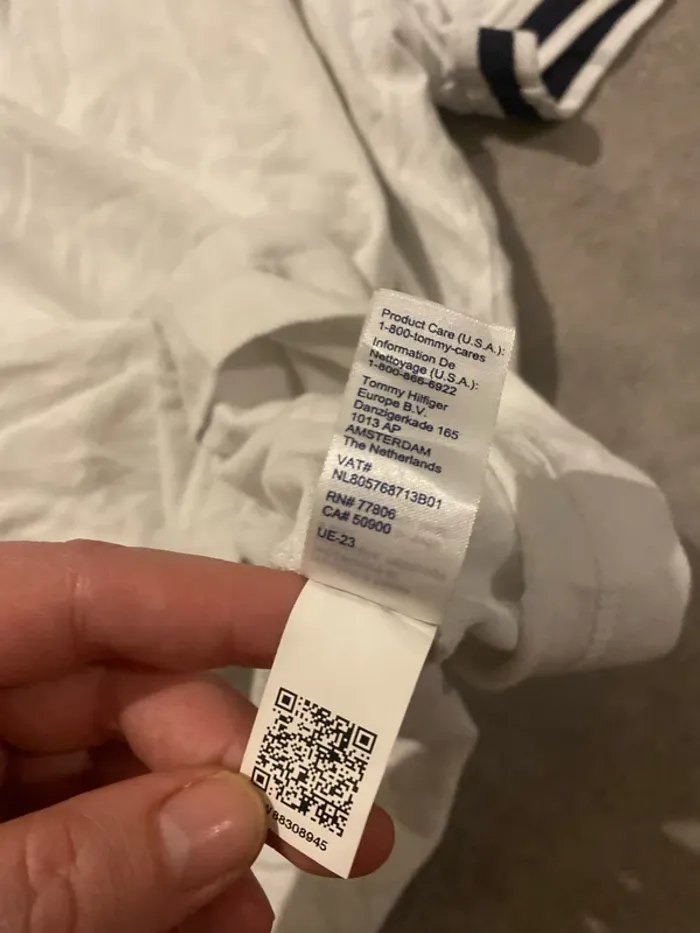 Product Care (U.S.A.):
1-800-tommy-cares
Information De
Nettoyage (U.S.A.):
1-800-866-6922
Tommy Hilfiger
Europe B.V.
Danzigerkade 165
1013 AP
AMSTERDAM
The Netherlands
VAT#
NL805768713B01
RN# 77806
CA# 50900
UE-23
88308945